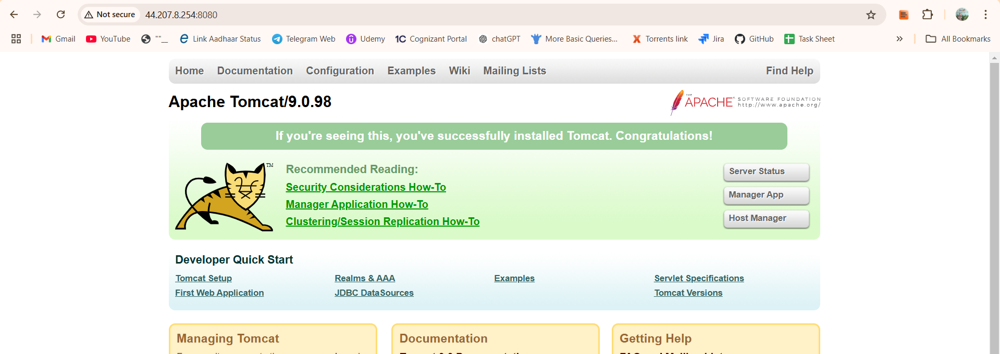 Not secure 44.207.8.254:8080
Gmail YouTube ""__ Link Aadhaar Status Telegram Web Udemy 1C Cognizant Portal chatGPT More Basic Queries... Torrents link Jira GitHub Task Sheet » All Bookmarks
Home Documentation Configuration Examples Wiki Mailing Lists Find Help
Apache Tomcat/9.0.98
THE APACHE SOFTWARE FOUNDATION
http://www.apache.org/
If you're seeing this, you've successfully installed Tomcat. Congratulations!
TM
Recommended Reading:
Security Considerations How-To
Manager Application How-To
Clustering/Session Replication How-To
Server Status
Manager App
Host Manager
Developer Quick Start
Tomcat Setup Realms & AAA Examples Servlet Specifications
First Web Application JDBC DataSources Tomcat Versions
Managing Tomcat Documentation Getting Help